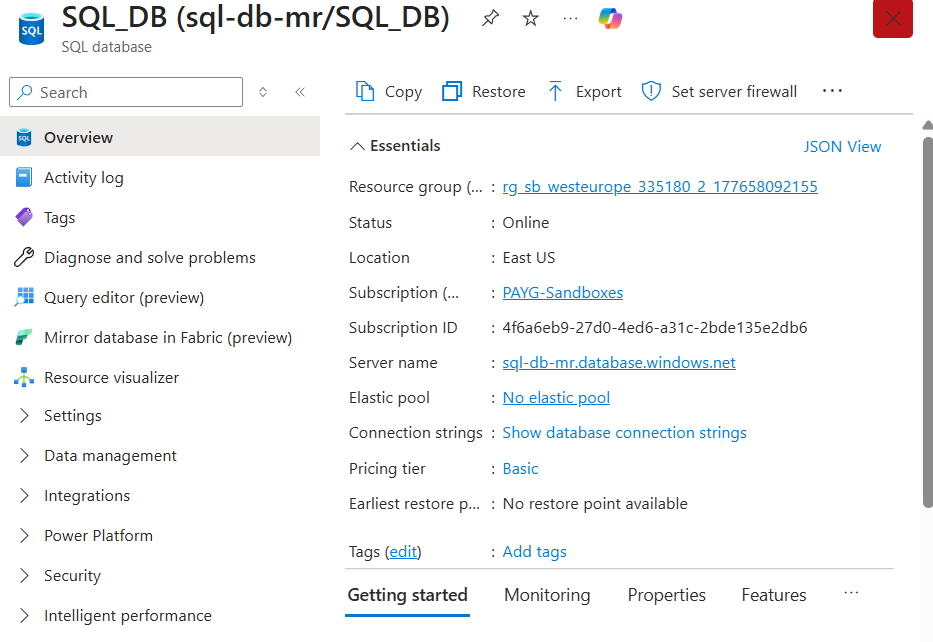 SQL
SQL_DB (sql-db-mr/SQL_DB)
SQL database
Search
Copy Restore Export Set server firewall
SQL Overview
Activity log
Tags
Diagnose and solve problems
Query editor (preview)
Mirror database in Fabric (preview)
Resource visualizer
Settings
Data management
Integrations
Power Platform
Security
Intelligent performance
Essentials JSON View
Resource group (... : rg_sb_westeurope_335180_2_177658092155
Status : Online
Location : East US
Subscription (... : PAYG-Sandboxes
Subscription ID : 4f6a6eb9-27d0-4ed6-a31c-2bde135e2db6
Server name : sql-db-mr.database.windows.net
Elastic pool : No elastic pool
Connection strings : Show database connection strings
Pricing tier : Basic
Earliest restore p... : No restore point available
Tags (edit) : Add tags
Getting started Monitoring Properties Features